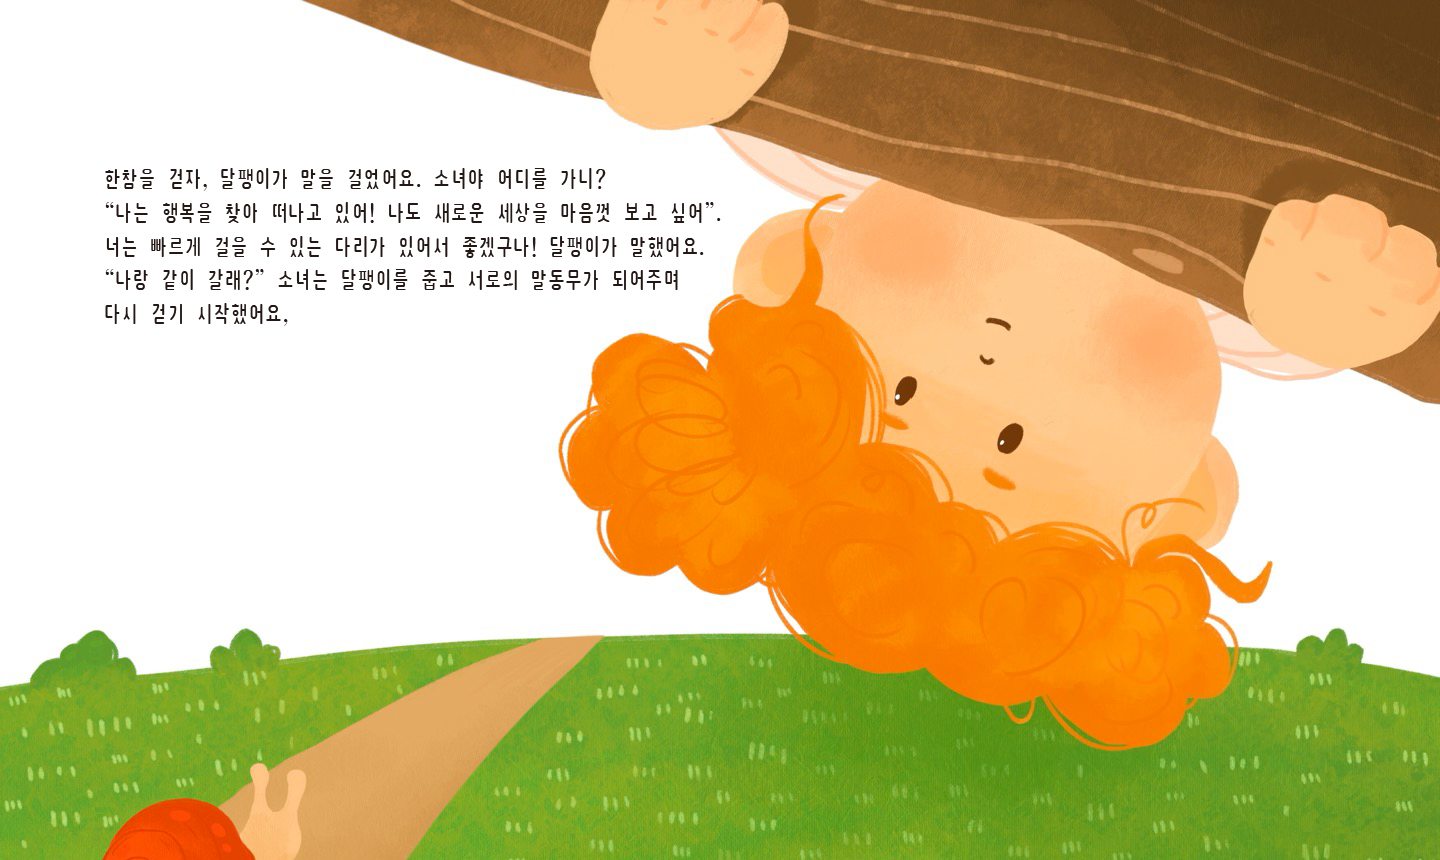 한참을 걷자, 달팽이가 말을 걸었어요. 소녀야 어디를 가니?
“나는 행복을 찾아 떠나고 있어! 나도 새로운 세상을 마음껏 보고 싶어”.
너는 빠르게 걸을 수 있는 다리가 있어서 좋겠구나! 달팽이가 말했어요.
“나랑 같이 갈래?” 소녀는 달팽이를 줍고 서로의 말동무가 되어주며
다시 걷기 시작했어요,